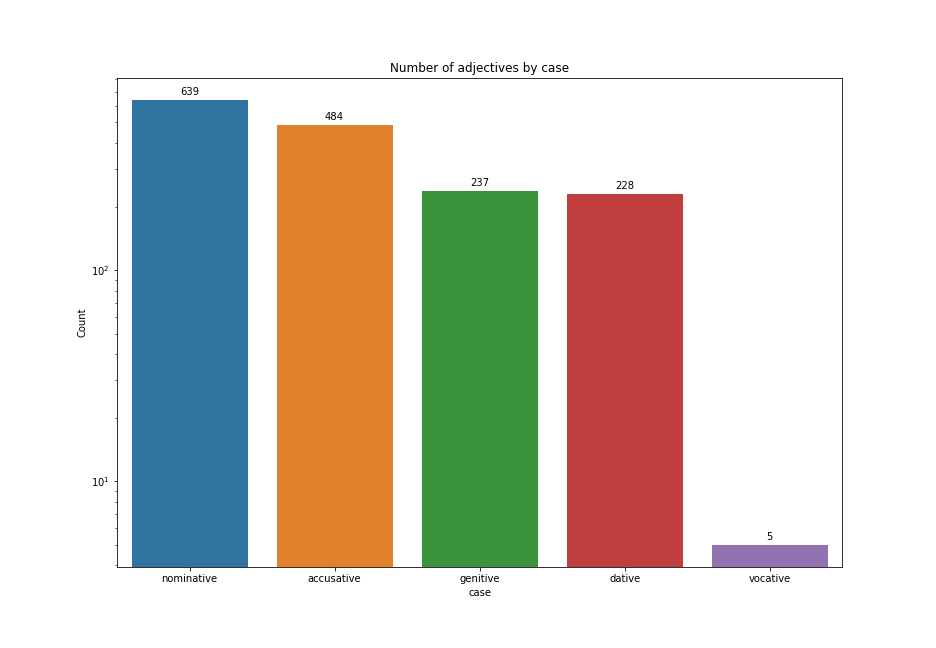 Number of adjectives by case
639
484
237
228
5
10²
10¹
Count
nominative accusative genitive dative vocative
case